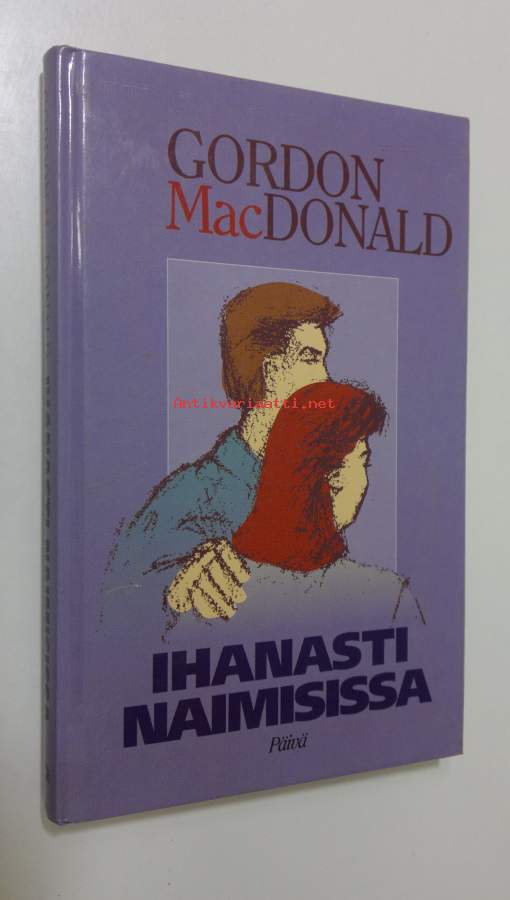 GORDON
MacDONALD
Antikvariaatti.net
IHANASTI
NAIMISISSA
Päivä